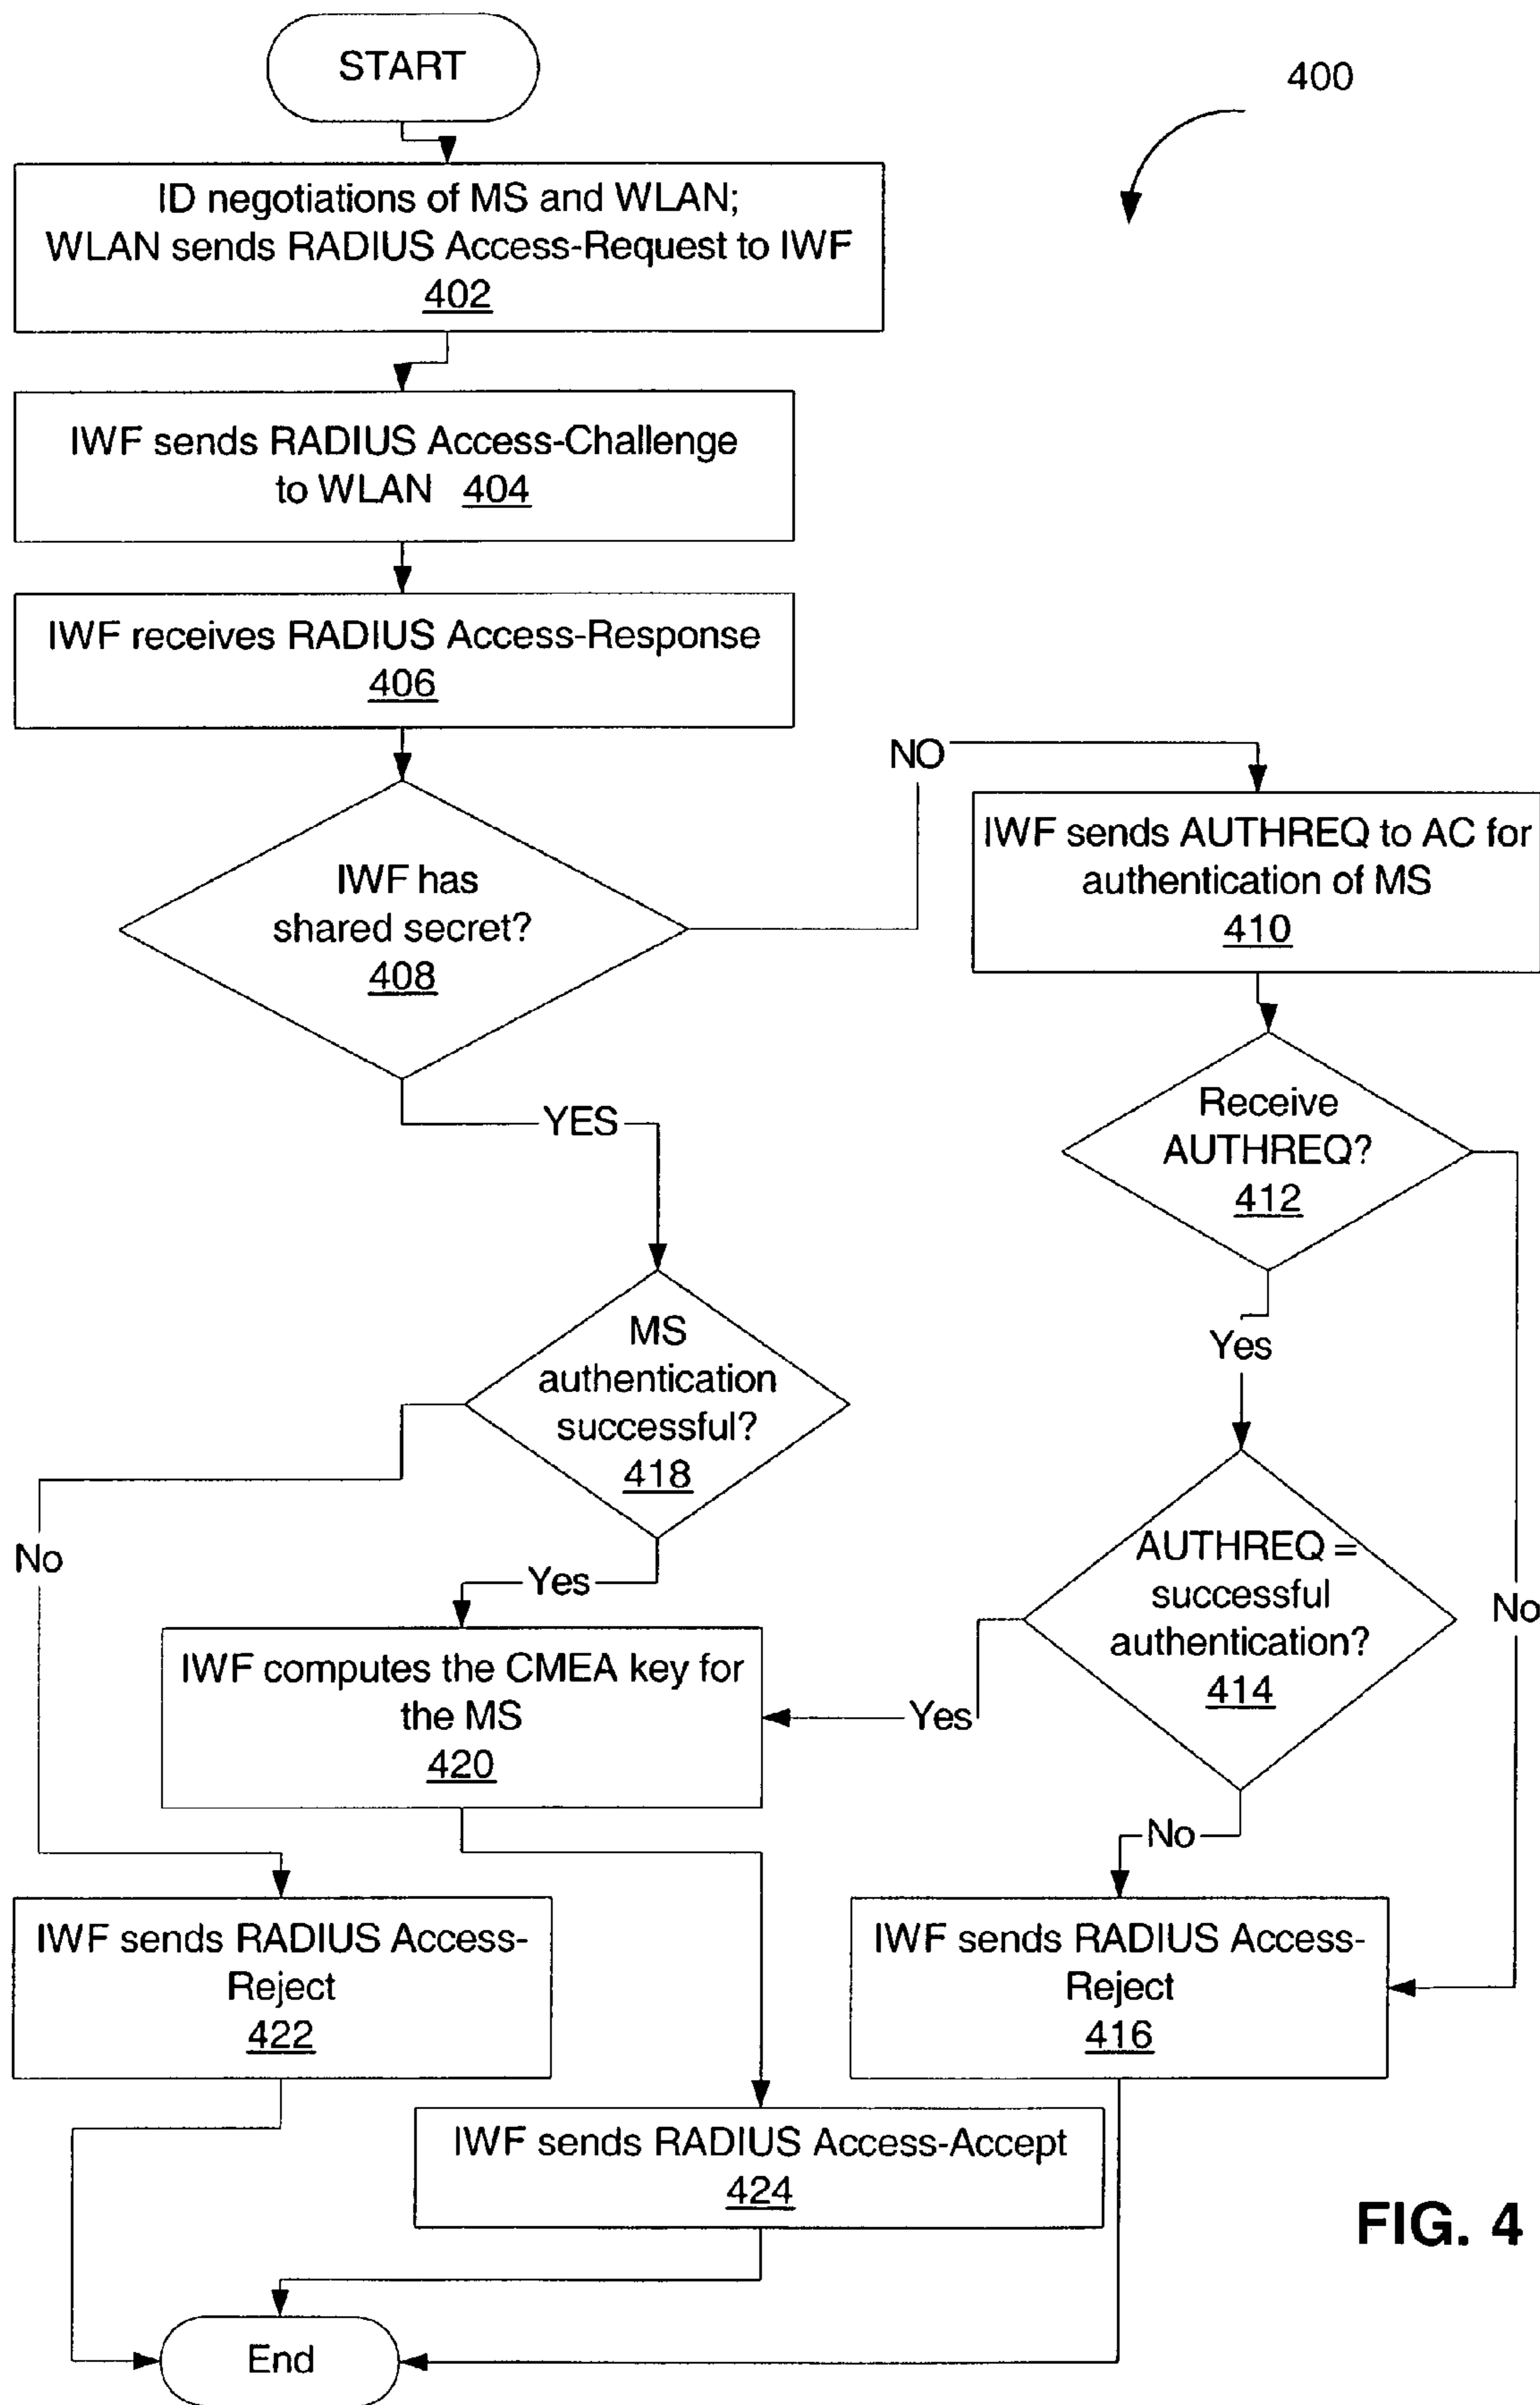 START
400
ID negotiations of MS and WLAN;
WLAN sends RADIUS Access-Request to IWF
402
IWF sends RADIUS Access-Challenge
to WLAN 404
IWF receives RADIUS Access-Response
406
NO
IWF sends AUTHREQ to AC for
authentication of MS
410
IWF has
shared secret?
408
YES
Receive
AUTHREQ?
412
Yes
MS
authentication
successful?
418
No
Yes
AUTHREQ =
successful
authentication?
414
No
IWF computes the CMEA key for
the MS
420
Yes
No
IWF sends RADIUS Access-
Reject
422
IWF sends RADIUS Access-
Reject
416
IWF sends RADIUS Access-Accept
424
FIG. 4
End